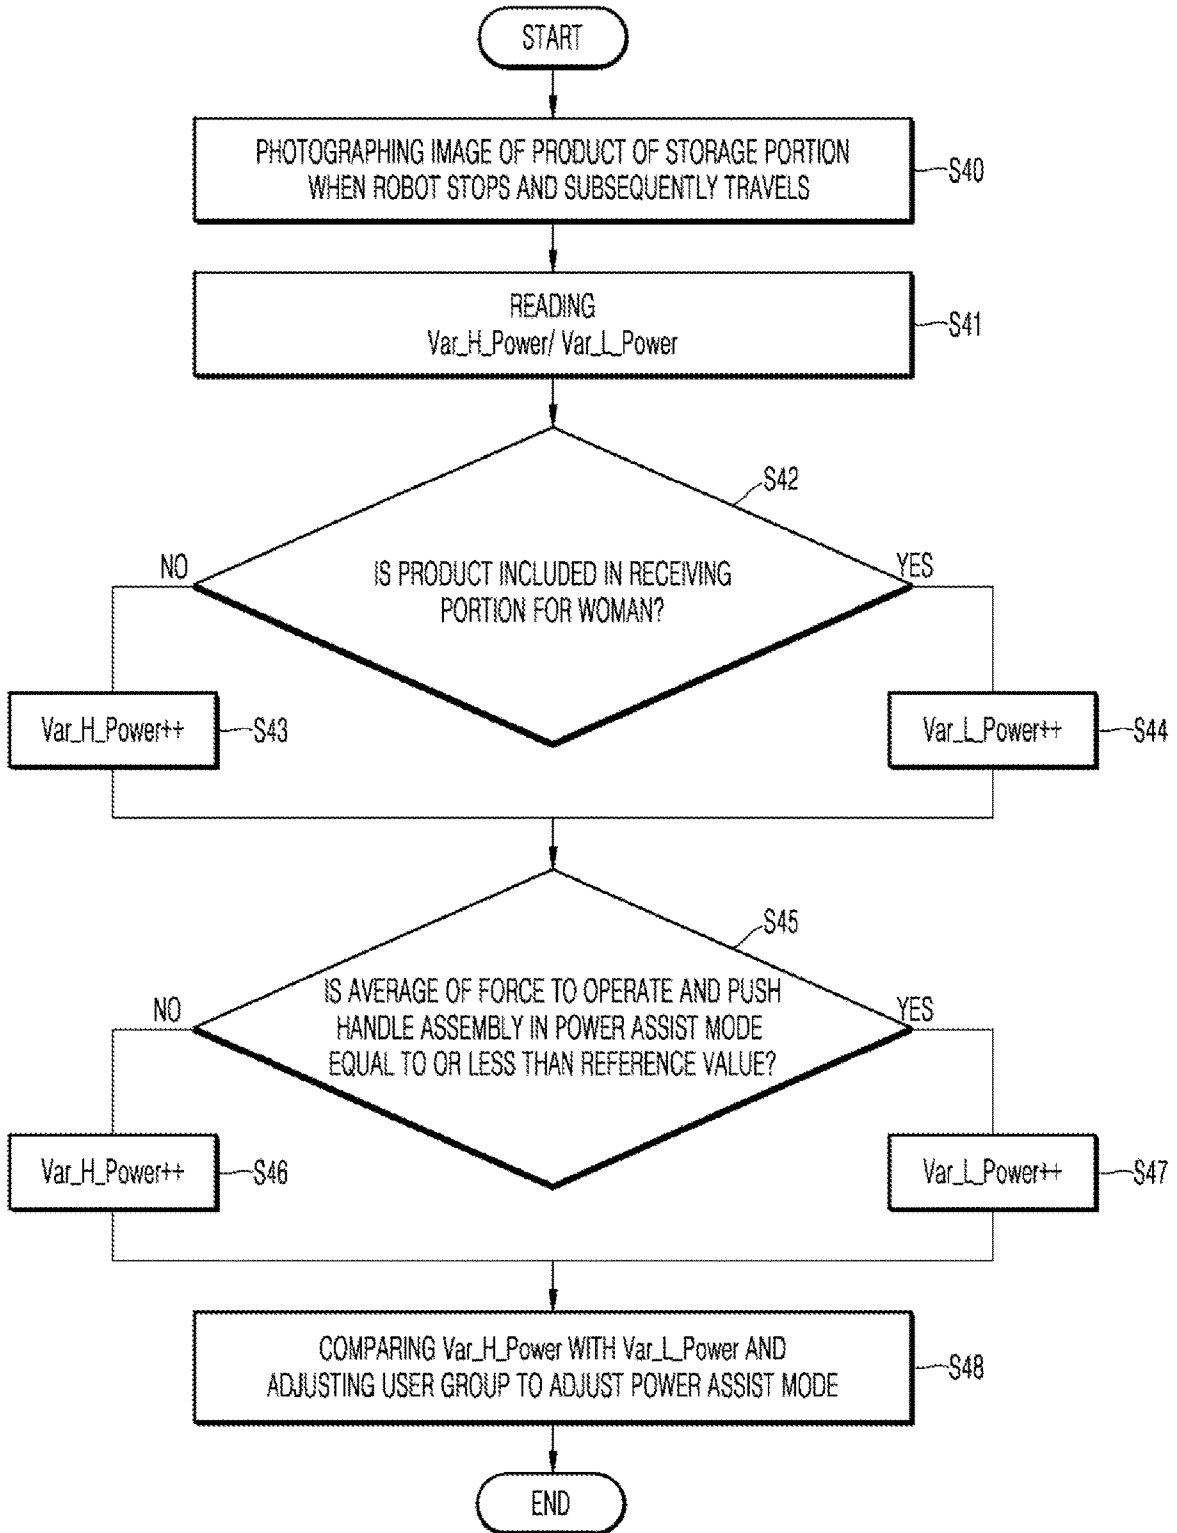 START
PHOTOGRAPHING IMAGE OF PRODUCT OF STORAGE PORTION
WHEN ROBOT STOPS AND SUBSEQUENTLY TRAVELS
S40
READING
Var_H_Power/ Var_L_Power
S41
S42
NO
YES
IS PRODUCT INCLUDED IN RECEIVING
PORTION FOR WOMAN?
Var_H_Power++
S43
Var_L_Power++
S44
S45
NO
YES
IS AVERAGE OF FORCE TO OPERATE AND PUSH
HANDLE ASSEMBLY IN POWER ASSIST MODE
EQUAL TO OR LESS THAN REFERENCE VALUE?
Var_H_Power++
S46
Var_L_Power++
S47
COMPARING Var_H_Power WITH Var_L_Power AND
ADJUSTING USER GROUP TO ADJUST POWER ASSIST MODE
S48
END